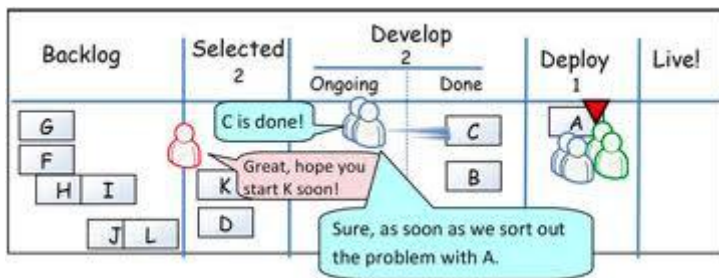 Backlog
Selected
2
Develop
2
Ongoing
Done
Deploy
1
Live!
G
F
H
I
J
L
C is done!
Great, hope you
start K soon!
K
D
C
B
A
Sure, as soon as we sort out
the problem with A.